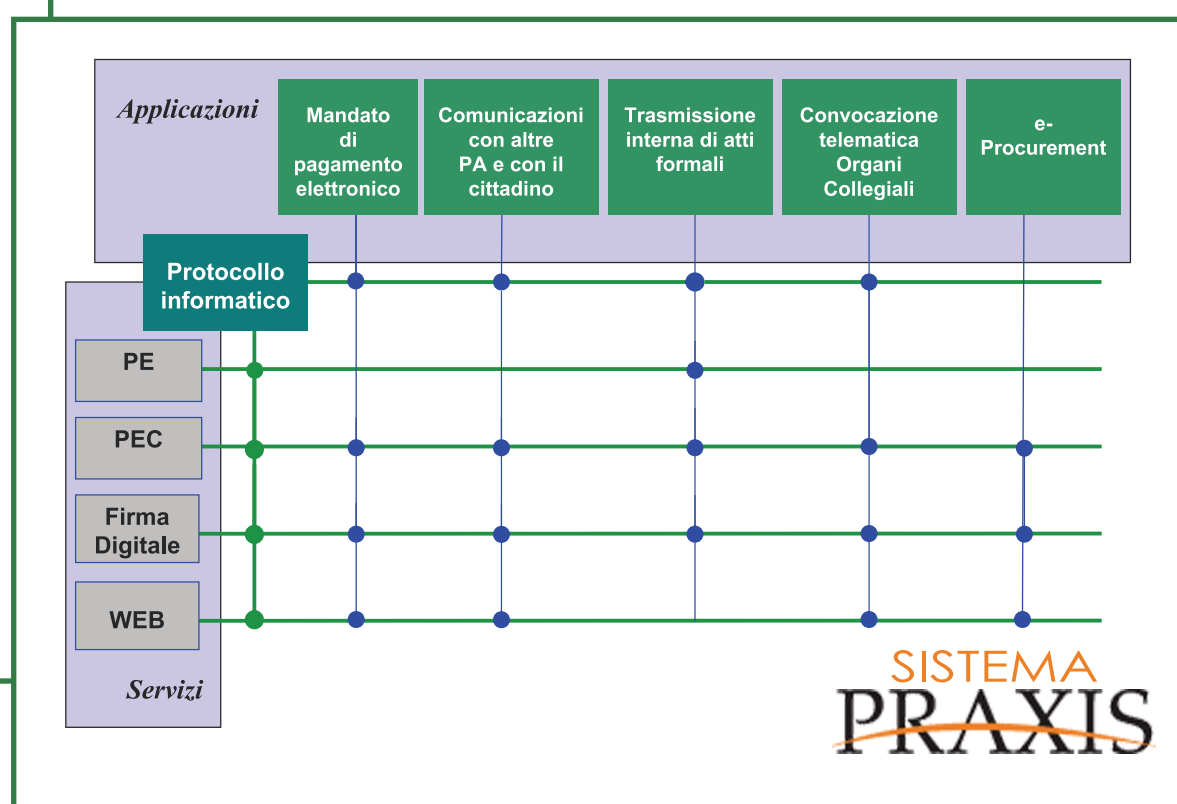 Applicazioni
Mandato
di
pagamento
elettronico
Comunicazioni
con altre
PA e con il
cittadino
Trasmissione
interna di atti
formali
Convocazione
telematica
Organi
Collegiali
e-
Procurement
Protocollo
informatico
PE
PEC
Firma
Digitale
WEB
Servizi
SISTEMA
PRAXIS